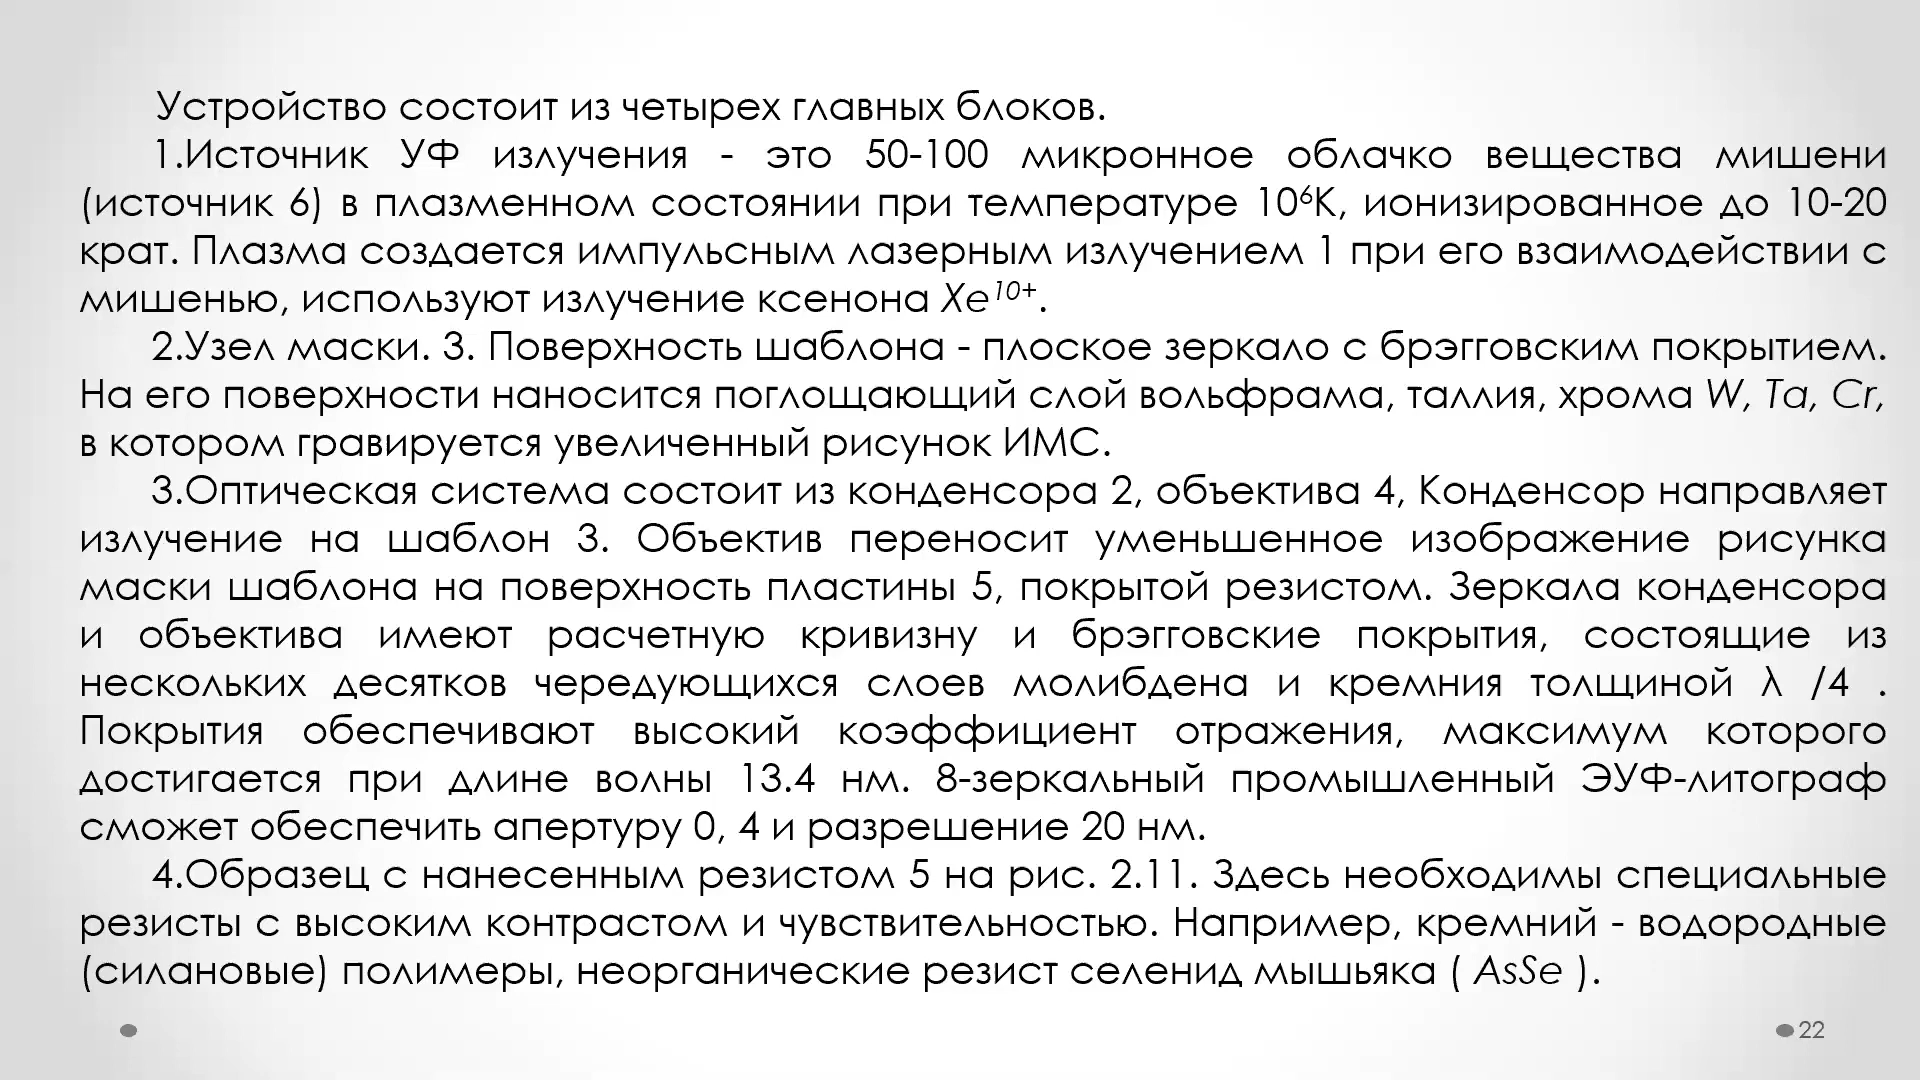 Устройство состоит из четырех главных блоков.
1.Источник УФ излучения - это 50-100 микронное облачко вещества мишени
(источник 6) в плазменном состоянии при температуре 10⁶К, ионизированное до 10-20
крат. Плазма создается импульсным лазерным излучением 1 при его взаимодействии с
мишенью, используют излучение ксенона Xe¹⁰⁺.
2.Узел маски. 3. Поверхность шаблона - плоское зеркало с брэгговским покрытием.
На его поверхности наносится поглощающий слой вольфрама, таллия, хрома W, Ta, Cr,
в котором гравируется увеличенный рисунок ИМС.
3.Оптическая система состоит из конденсора 2, объектива 4, Конденсор направляет
излучение на шаблон 3. Объектив переносит уменьшенное изображение рисунка
маски шаблона на поверхность пластины 5, покрытой резистом. Зеркала конденсора
и объектива имеют расчетную кривизну и брэгговские покрытия, состоящие из
нескольких десятков чередующихся слоев молибдена и кремния толщиной λ /4 .
Покрытия обеспечивают высокий коэффициент отражения, максимум которого
достигается при длине волны 13.4 нм. 8-зеркальный промышленный ЭУФ-литограф
сможет обеспечить апертуру 0, 4 и разрешение 20 нм.
4.Образец с нанесенным резистом 5 на рис. 2.11. Здесь необходимы специальные
резисты с высоким контрастом и чувствительностью. Например, кремний - водородные
(силановые) полимеры, неорганические резист селенид мышьяка ( AsSe ).
22